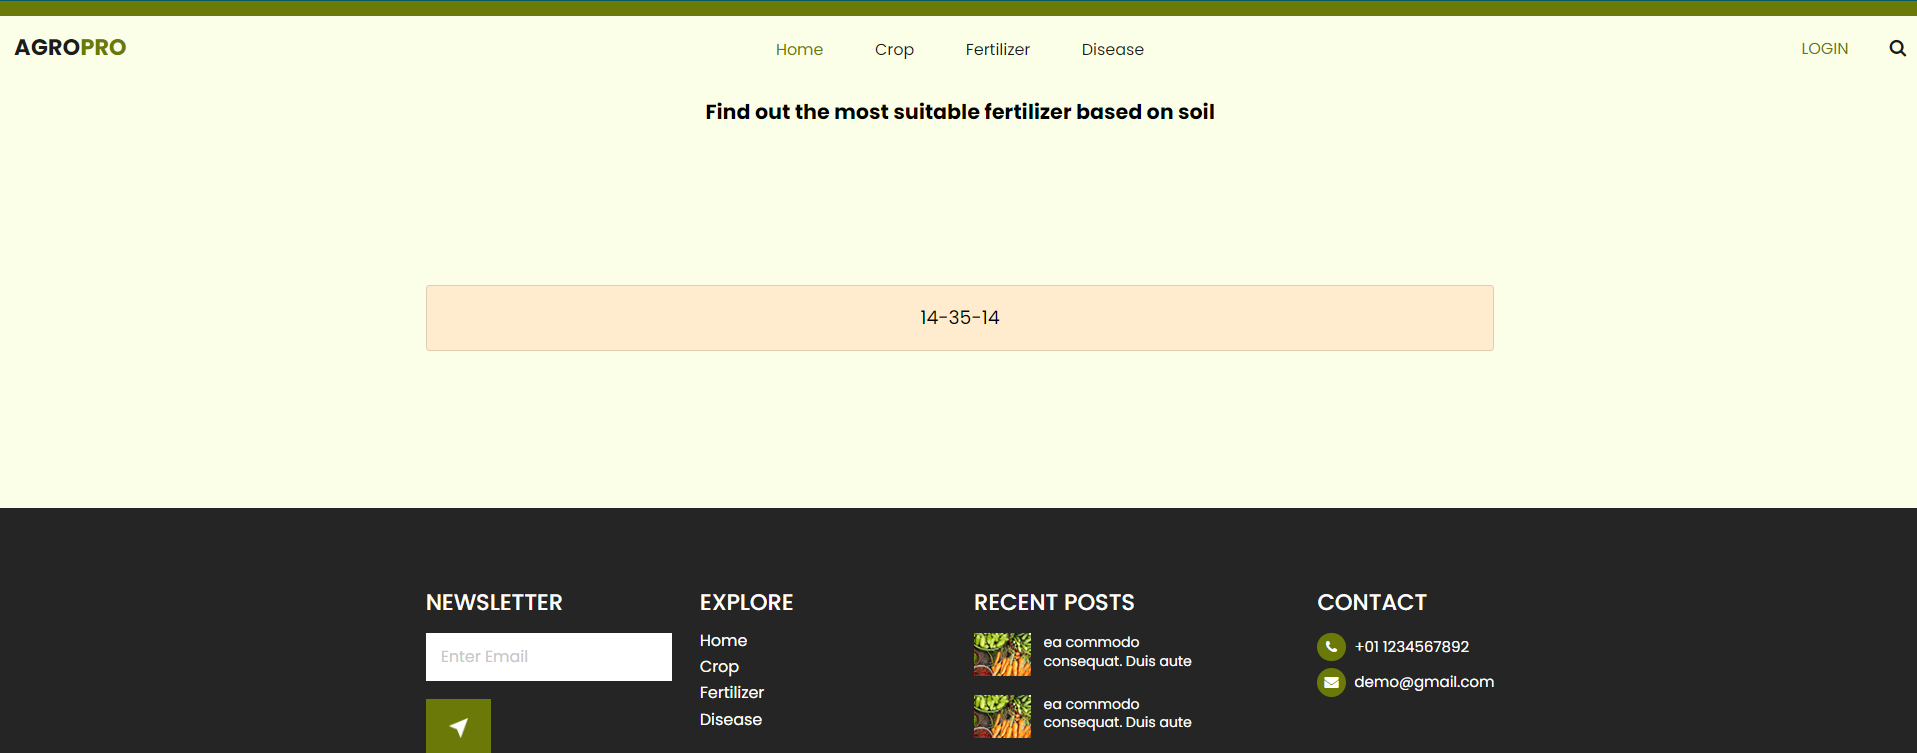 AGROPRO
Home
Crop
Fertilizer
Disease
LOGIN
Find out the most suitable fertilizer based on soil
14-35-14
NEWSLETTER
Enter Email
EXPLORE
Home
Crop
Fertilizer
Disease
RECENT POSTS
ea commodo
consequat. Duis aute
ea commodo
consequat. Duis aute
CONTACT
+01 1234567892
demo@gmail.com